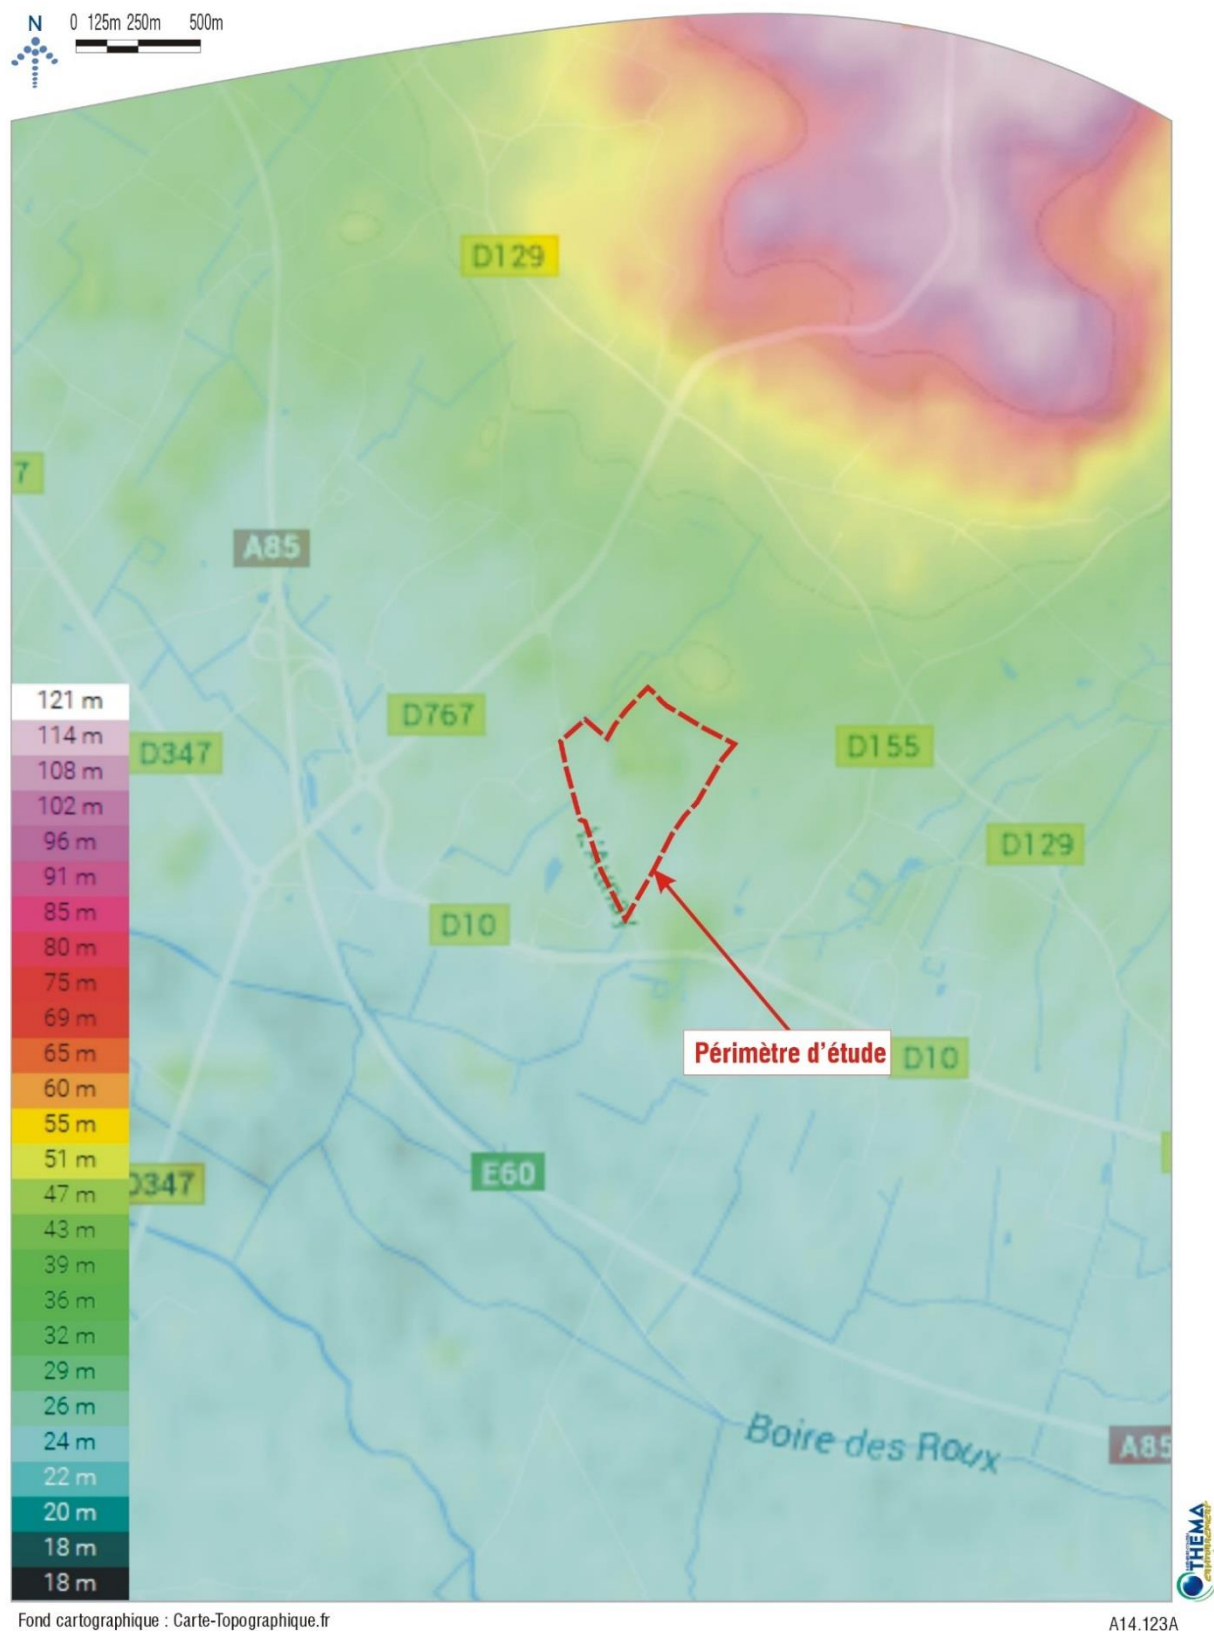 N
0 125m 250m 500m
D129
7
A85
D767
D347
D155
D129
L'Aunay
D10
Périmètre d'étude
D10
E60
D347
Boire des Roux
A85
121 m
114 m
108 m
102 m
96 m
91 m
85 m
80 m
75 m
69 m
65 m
60 m
55 m
51 m
47 m
43 m
39 m
36 m
32 m
29 m
26 m
24 m
22 m
20 m
18 m
18 m
THEMA
Fond cartographique : Carte-Topographique.fr
A14.123A